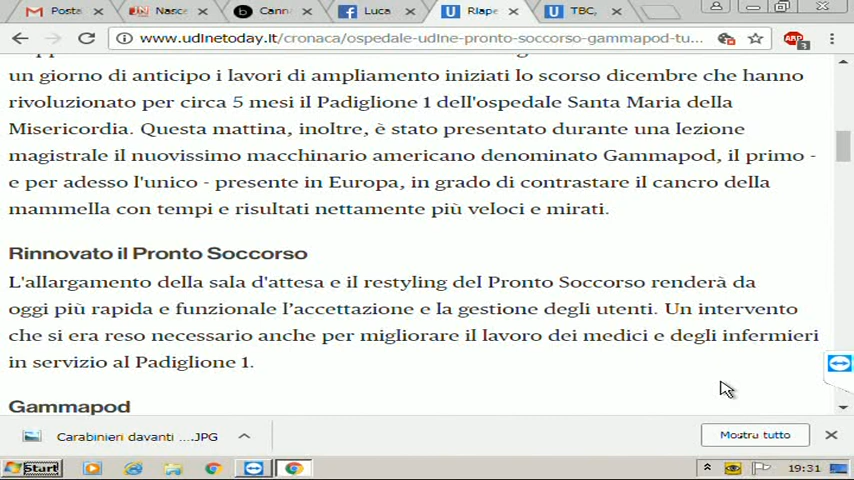 Posta
Nasce
b Cann
Luca
U Riape
U TBC,
www.udinetoday.it/cronaca/ospedale-udine-pronto-soccorso-gammapod-tu...
ABP
3
un giorno di anticipo i lavori di ampliamento iniziati lo scorso dicembre che hanno
rivoluzionato per circa 5 mesi il Padiglione 1 dell'ospedale Santa Maria della
Misericordia. Questa mattina, inoltre, è stato presentato durante una lezione
magistrale il nuovissimo macchinario americano denominato Gammapod, il primo -
e per adesso l'unico - presente in Europa, in grado di contrastare il cancro della
mammella con tempi e risultati nettamente più veloci e mirati.
Rinnovato il Pronto Soccorso
L'allargamento della sala d'attesa e il restyling del Pronto Soccorso renderà da
oggi più rapida e funzionale l’accettazione e la gestione degli utenti. Un intervento
che si era reso necessario anche per migliorare il lavoro dei medici e degli infermieri
in servizio al Padiglione 1.
Gammapod
Carabinieri davanti ....JPG
Mostra tutto
Start
19:31